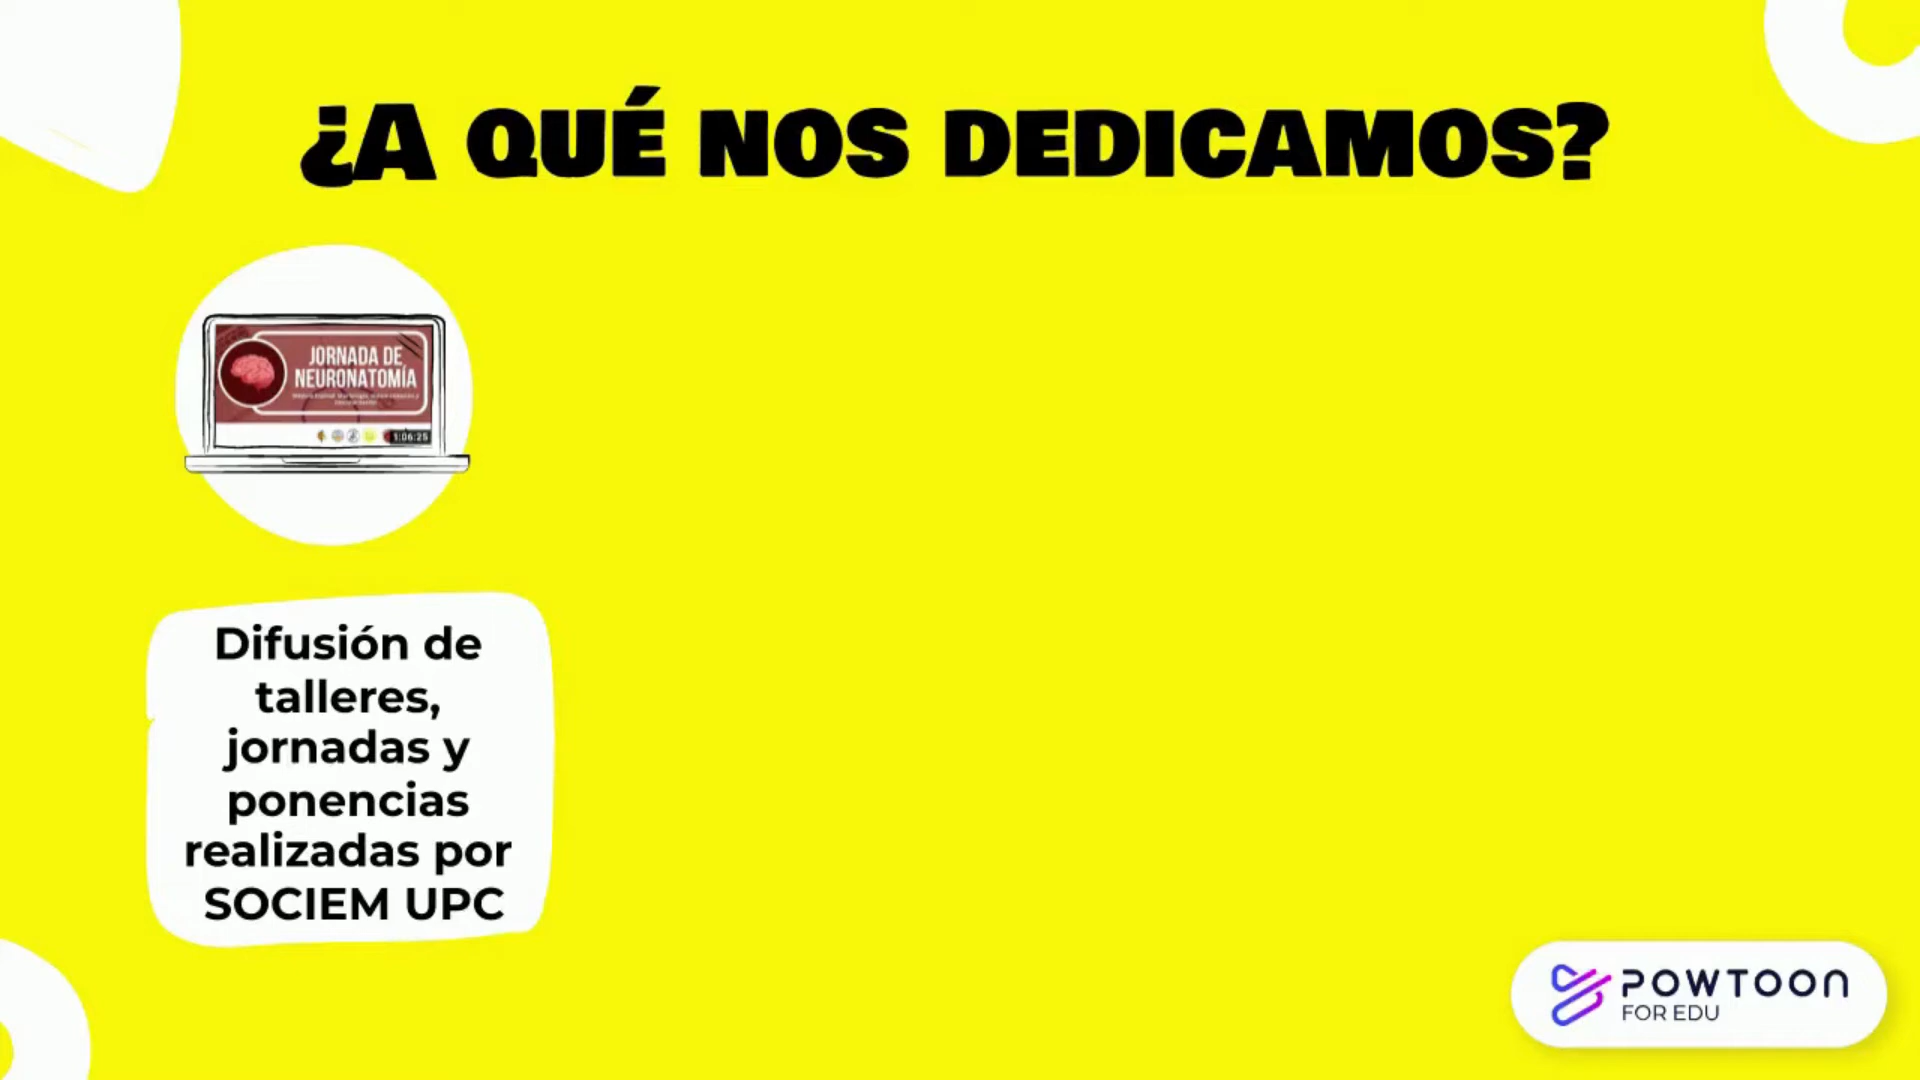 ¿A QUÉ NOS DEDICAMOS?
JORNADA DE
NEURONATOMÍA
1:06:25
Difusión de
talleres,
jornadas y
ponencias
realizadas por
SOCIEM UPC
POWTOON
FOR EDU